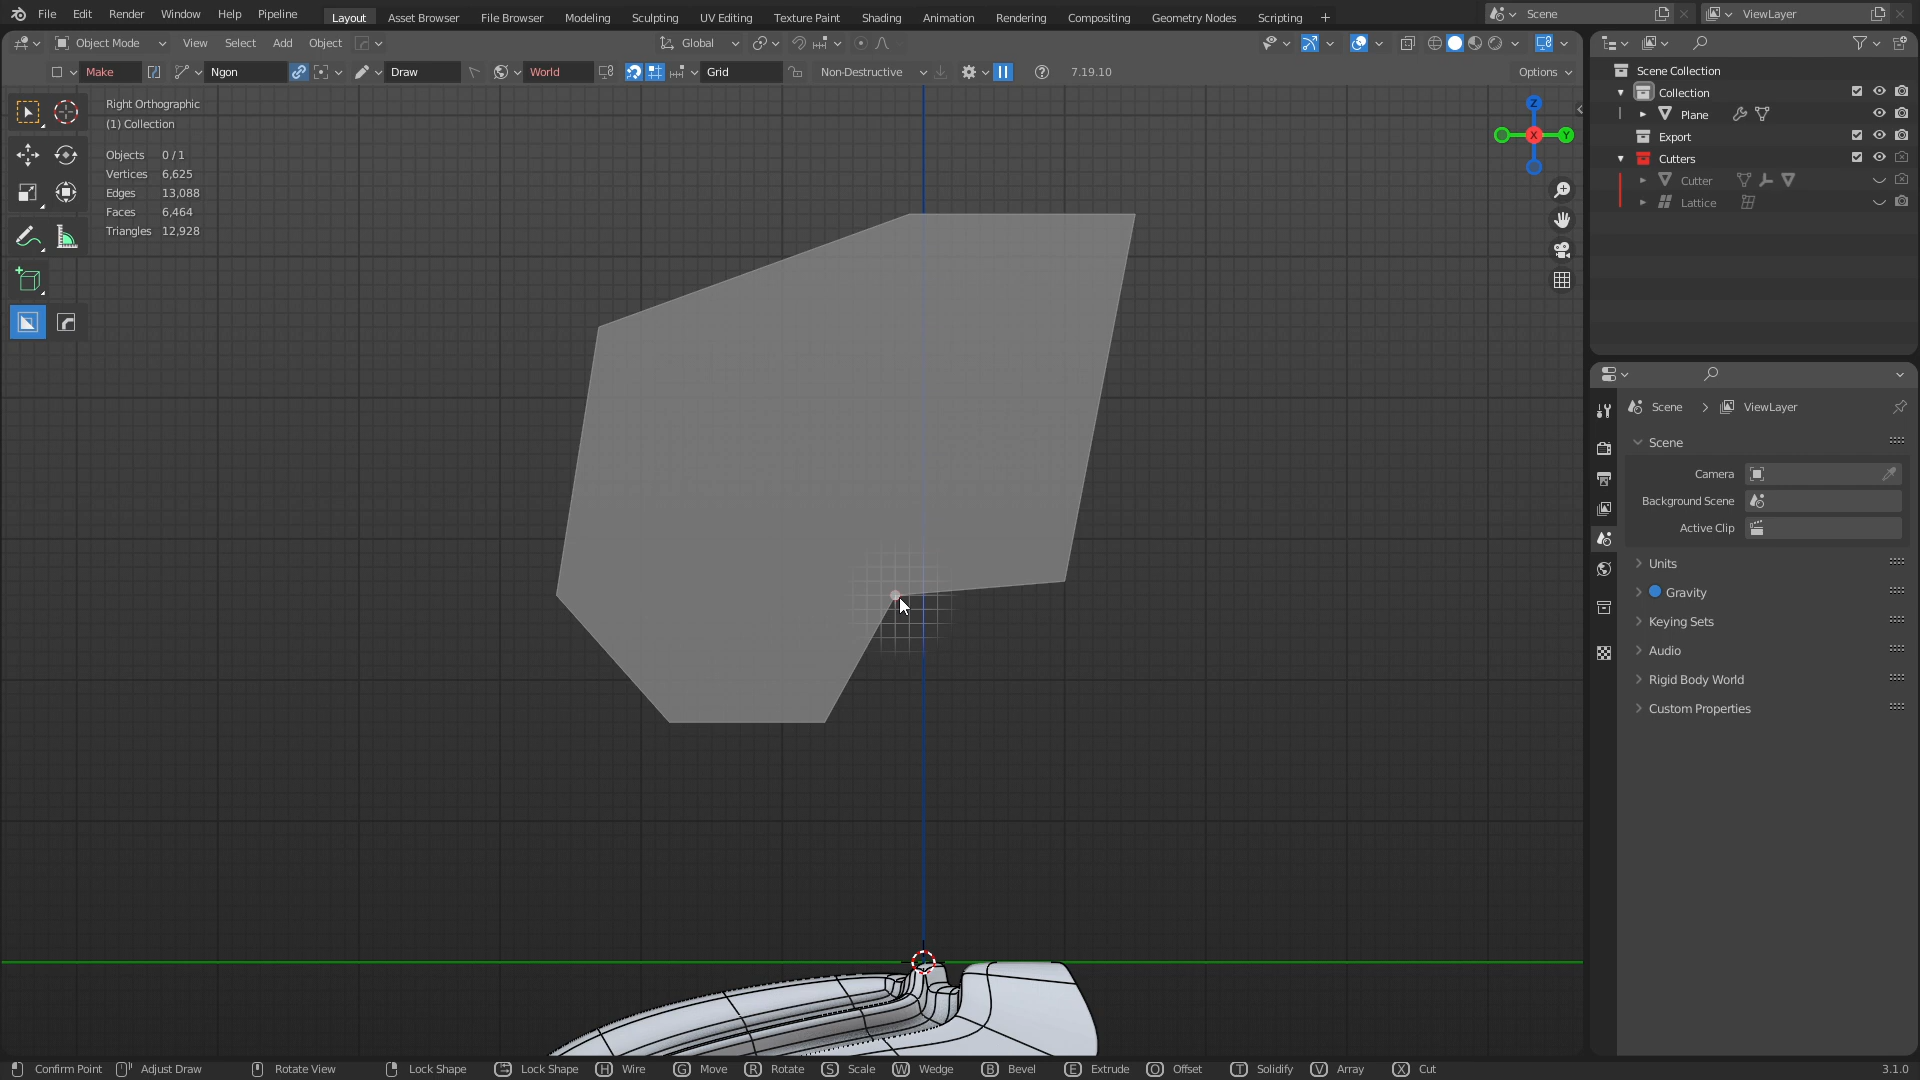 File Edit Render Window Help Pipeline Layout Asset Browser File Browser Modeling Sculpting UV Editing Texture Paint Shading Animation Rendering Compositing Geometry Nodes Scripting + Scene ViewLayer
Object Mode View Select Add Object Global
Make Ngon Draw World Grid Non-Destructive 7.19.10 Options
Right Orthographic
(1) Collection
Objects 0 / 1
Vertices 6,625
Edges 13,088
Faces 6,464
Triangles 12,928
Z
X
Y
Scene Collection
Collection
Plane
Export
Cutters
Cutter
Lattice
Scene > ViewLayer
Scene
Camera
Background Scene
Active Clip
Units
Gravity
Keying Sets
Audio
Rigid Body World
Custom Properties
Confirm Point Adjust Draw Rotate View Lock Shape Lock Shape H Wire G Move R Rotate S Scale W Wedge B Bevel E Extrude O Offset T Solidify V Array X Cut 3.1.0